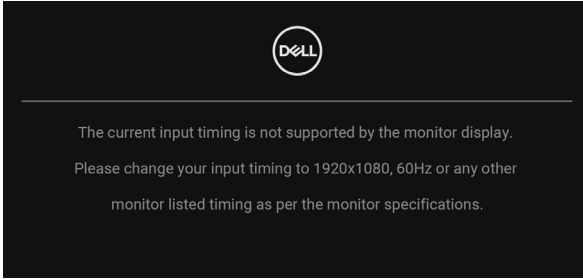 DELL
The current input timing is not supported by the monitor display.
Please change your input timing to 1920x1080, 60Hz or any other
monitor listed timing as per the monitor specifications.